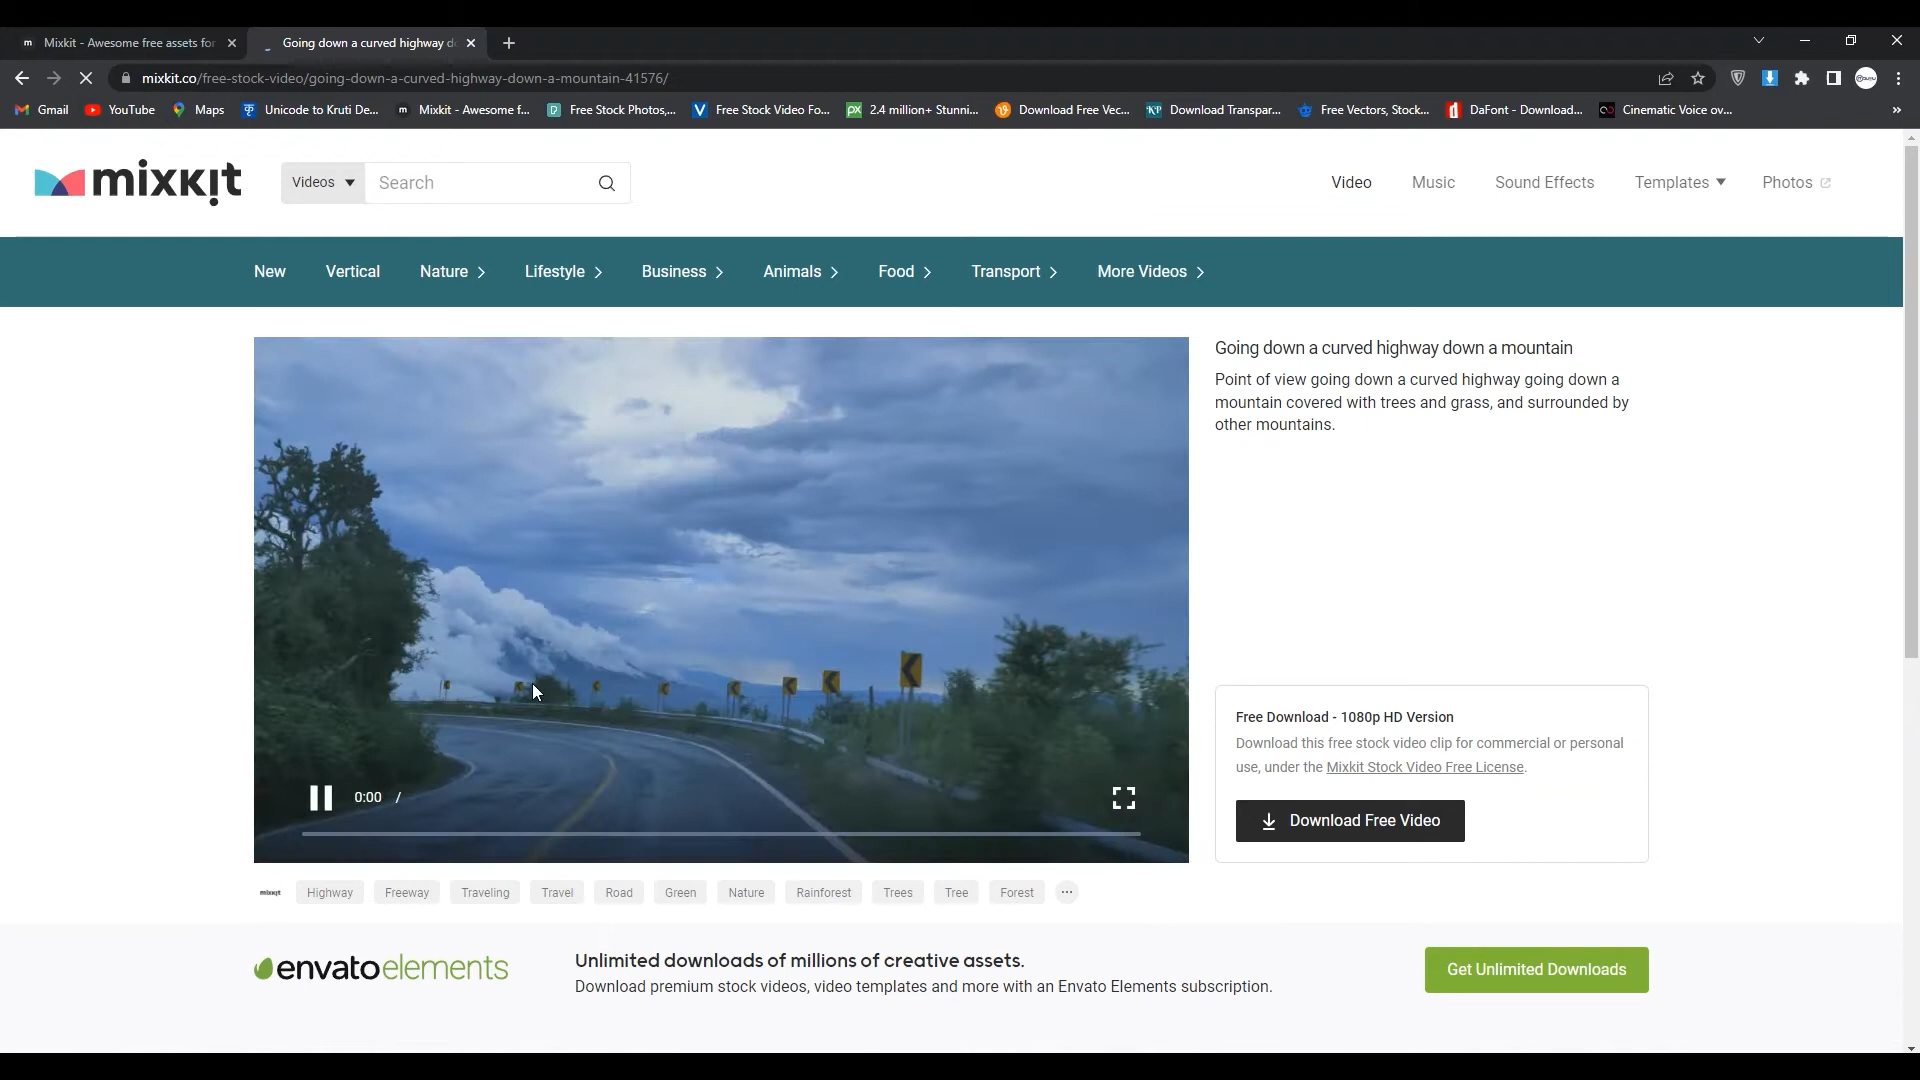 Mixkit - Awesome free assets for
Going down a curved highway d
mixkit.co/free-stock-video/going-down-a-curved-highway-down-a-mountain-41576/
Gmail
YouTube
Maps
Unicode to Kruti De...
Mixkit - Awesome f...
Free Stock Photos,...
Free Stock Video Fo...
2.4 million+ Stunni...
Download Free Vec...
Download Transpar...
Free Vectors, Stock...
DaFont - Download...
Cinematic Voice ov...
mixkit
Videos
Search
Video
Music
Sound Effects
Templates
Photos
New
Vertical
Nature
Lifestyle
Business
Animals
Food
Transport
More Videos
Going down a curved highway down a mountain
Point of view going down a curved highway going down a
mountain covered with trees and grass, and surrounded by
other mountains.
0:00 /
Free Download - 1080p HD Version
Download this free stock video clip for commercial or personal
use, under the Mixkit Stock Video Free License.
Download Free Video
mixkit
Highway
Freeway
Traveling
Travel
Road
Green
Nature
Rainforest
Trees
Tree
Forest
...
envato elements
Unlimited downloads of millions of creative assets.
Download premium stock videos, video templates and more with an Envato Elements subscription.
Get Unlimited Downloads